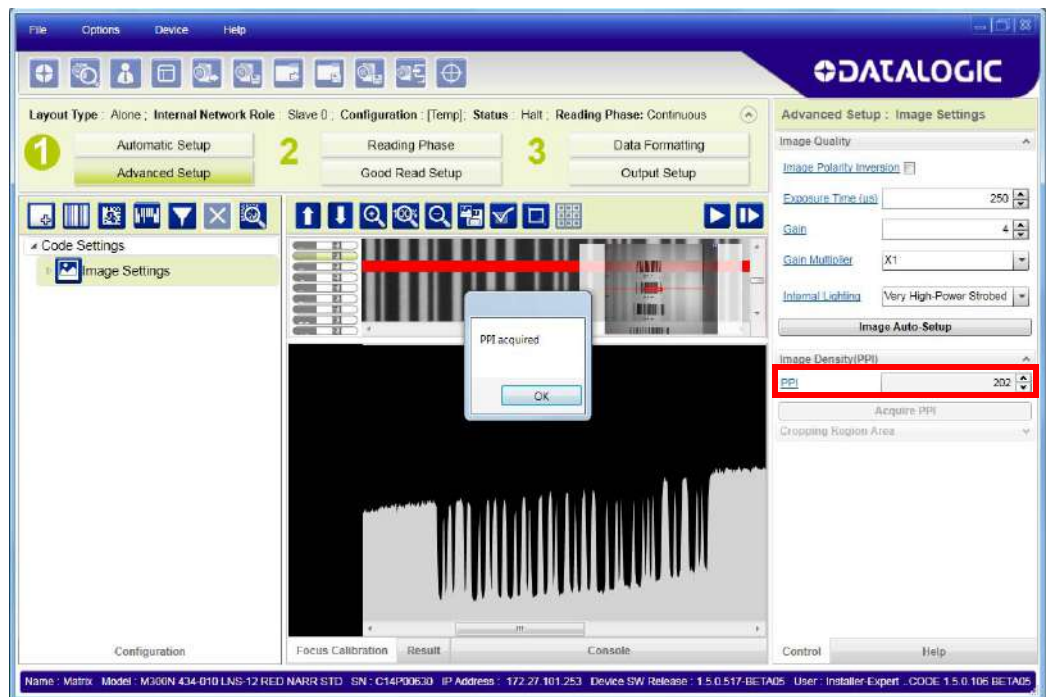 File Options Device Help
DATALOGIC
Layout Type : Alone ; Internal Network Role : Slave 0 ; Configuration : [Temp]; Status : Halt ; Reading Phase: Continuous
1 Automatic Setup 2 Reading Phase 3 Data Formatting
Advanced Setup Good Read Setup Output Setup
Code Settings
Image Settings
100%
PPI acquired
OK
Configuration
Focus Calibration Result Console
Advanced Setup : Image Settings
Image Quality
Image Polarity Inversion
Exposure Time (µs) 250
Gain 4
Gain Multiplier X1
Internal Lighting Very High-Power Strobed
Image Auto-Setup
Image Density(PPI)
PPI 202
Acquire PPI
Cropping Region Area
Control Help
Name : Matrix Model : M300N 434-010 LNS-12 RED NARR STD SN : C14P00630 IP Address : 172.27.101.253 Device SW Release : 1.5.0.517-BETA05 User : Installer-Expert ..CODE 1.5.0.106 BETA05